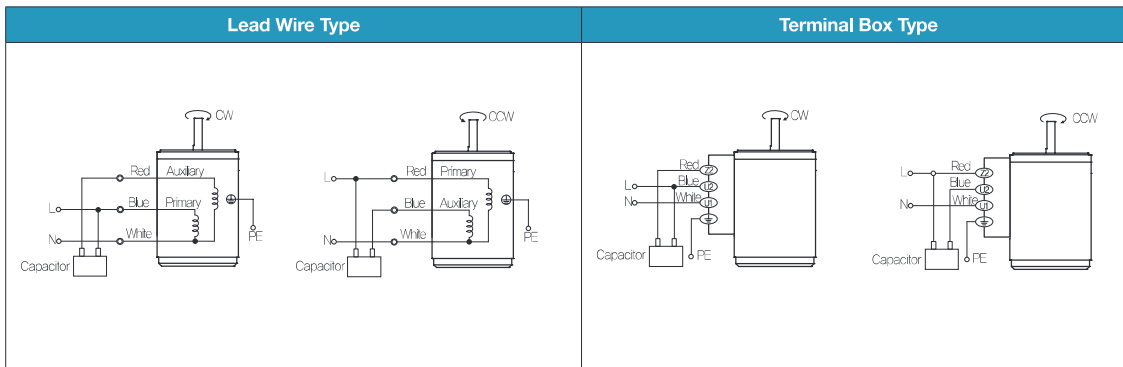 Lead Wire Type
Terminal Box Type
CW
Red Auxiliary
L Blue Primary
N White
PE
Capacitor
CCW
L Red Primary
Blue Auxiliary
N White
PE
Capacitor
CW
Red Z2
L Blue U2
N White U1
Capacitor PE
CCW
L Red Z2
Blue U2
N White U1
Capacitor PE